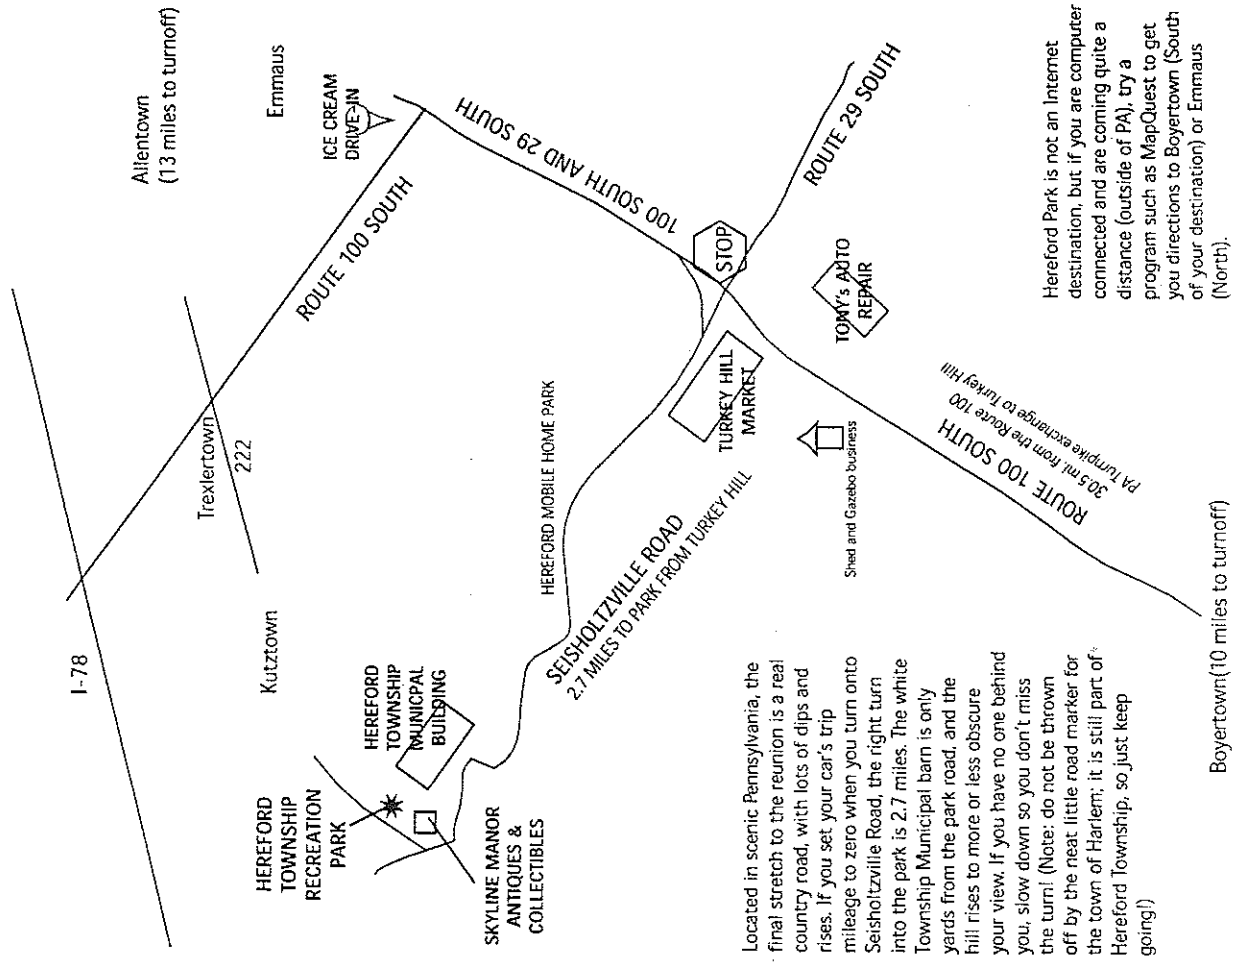 I-78
Allentown
(13 miles to turnoff)
Trexlertown
222
Kutztown
Emmaus
ICE CREAM
DRIVE-IN
ROUTE 100 SOUTH
100 SOUTH AND 29 SOUTH
HEREFORD
TOWNSHIP
RECREATION
PARK
HEREFORD
TOWNSHIP
MUNICPAL
BUILDING
SKYLINE MANOR
ANTIQUES &
COLLECTIBLES
HEREFORD MOBILE HOME PARK
SEISHOLTZVILLE ROAD
2.7 MILES TO PARK FROM TURKEY HILL
STOP
ROUTE 29 SOUTH
TURKEY HILL
MARKET
TONY's AUTO
REPAIR
Shed and Gazebo business
ROUTE 100 SOUTH
30.5 mi. from the Route 100
PA Turnpike exchange to Turkey Hill
Located in scenic Pennsylvania, the
final stretch to the reunion is a real
country road, with lots of dips and
rises. If you set your car's trip
mileage to zero when you turn onto
Seisholtzville Road, the right turn
into the park is 2.7 miles. The white
Township Municipal barn is only
yards from the park road, and the
hill rises to more or less obscure
your view. If you have no one behind
you, slow down so you don't miss
the turn! (Note: do not be thrown
off by the neat little road marker for
the town of Harlem; it is still part of
Hereford Township, so just keep
going!)
Boyertown(10 miles to turnoff)
Hereford Park is not an Internet
destination, but if you are computer
connected and are coming quite a
distance (outside of PA), try a
program such as MapQuest to get
you directions to Boyertown (South
of your destination) or Emmaus
(North).